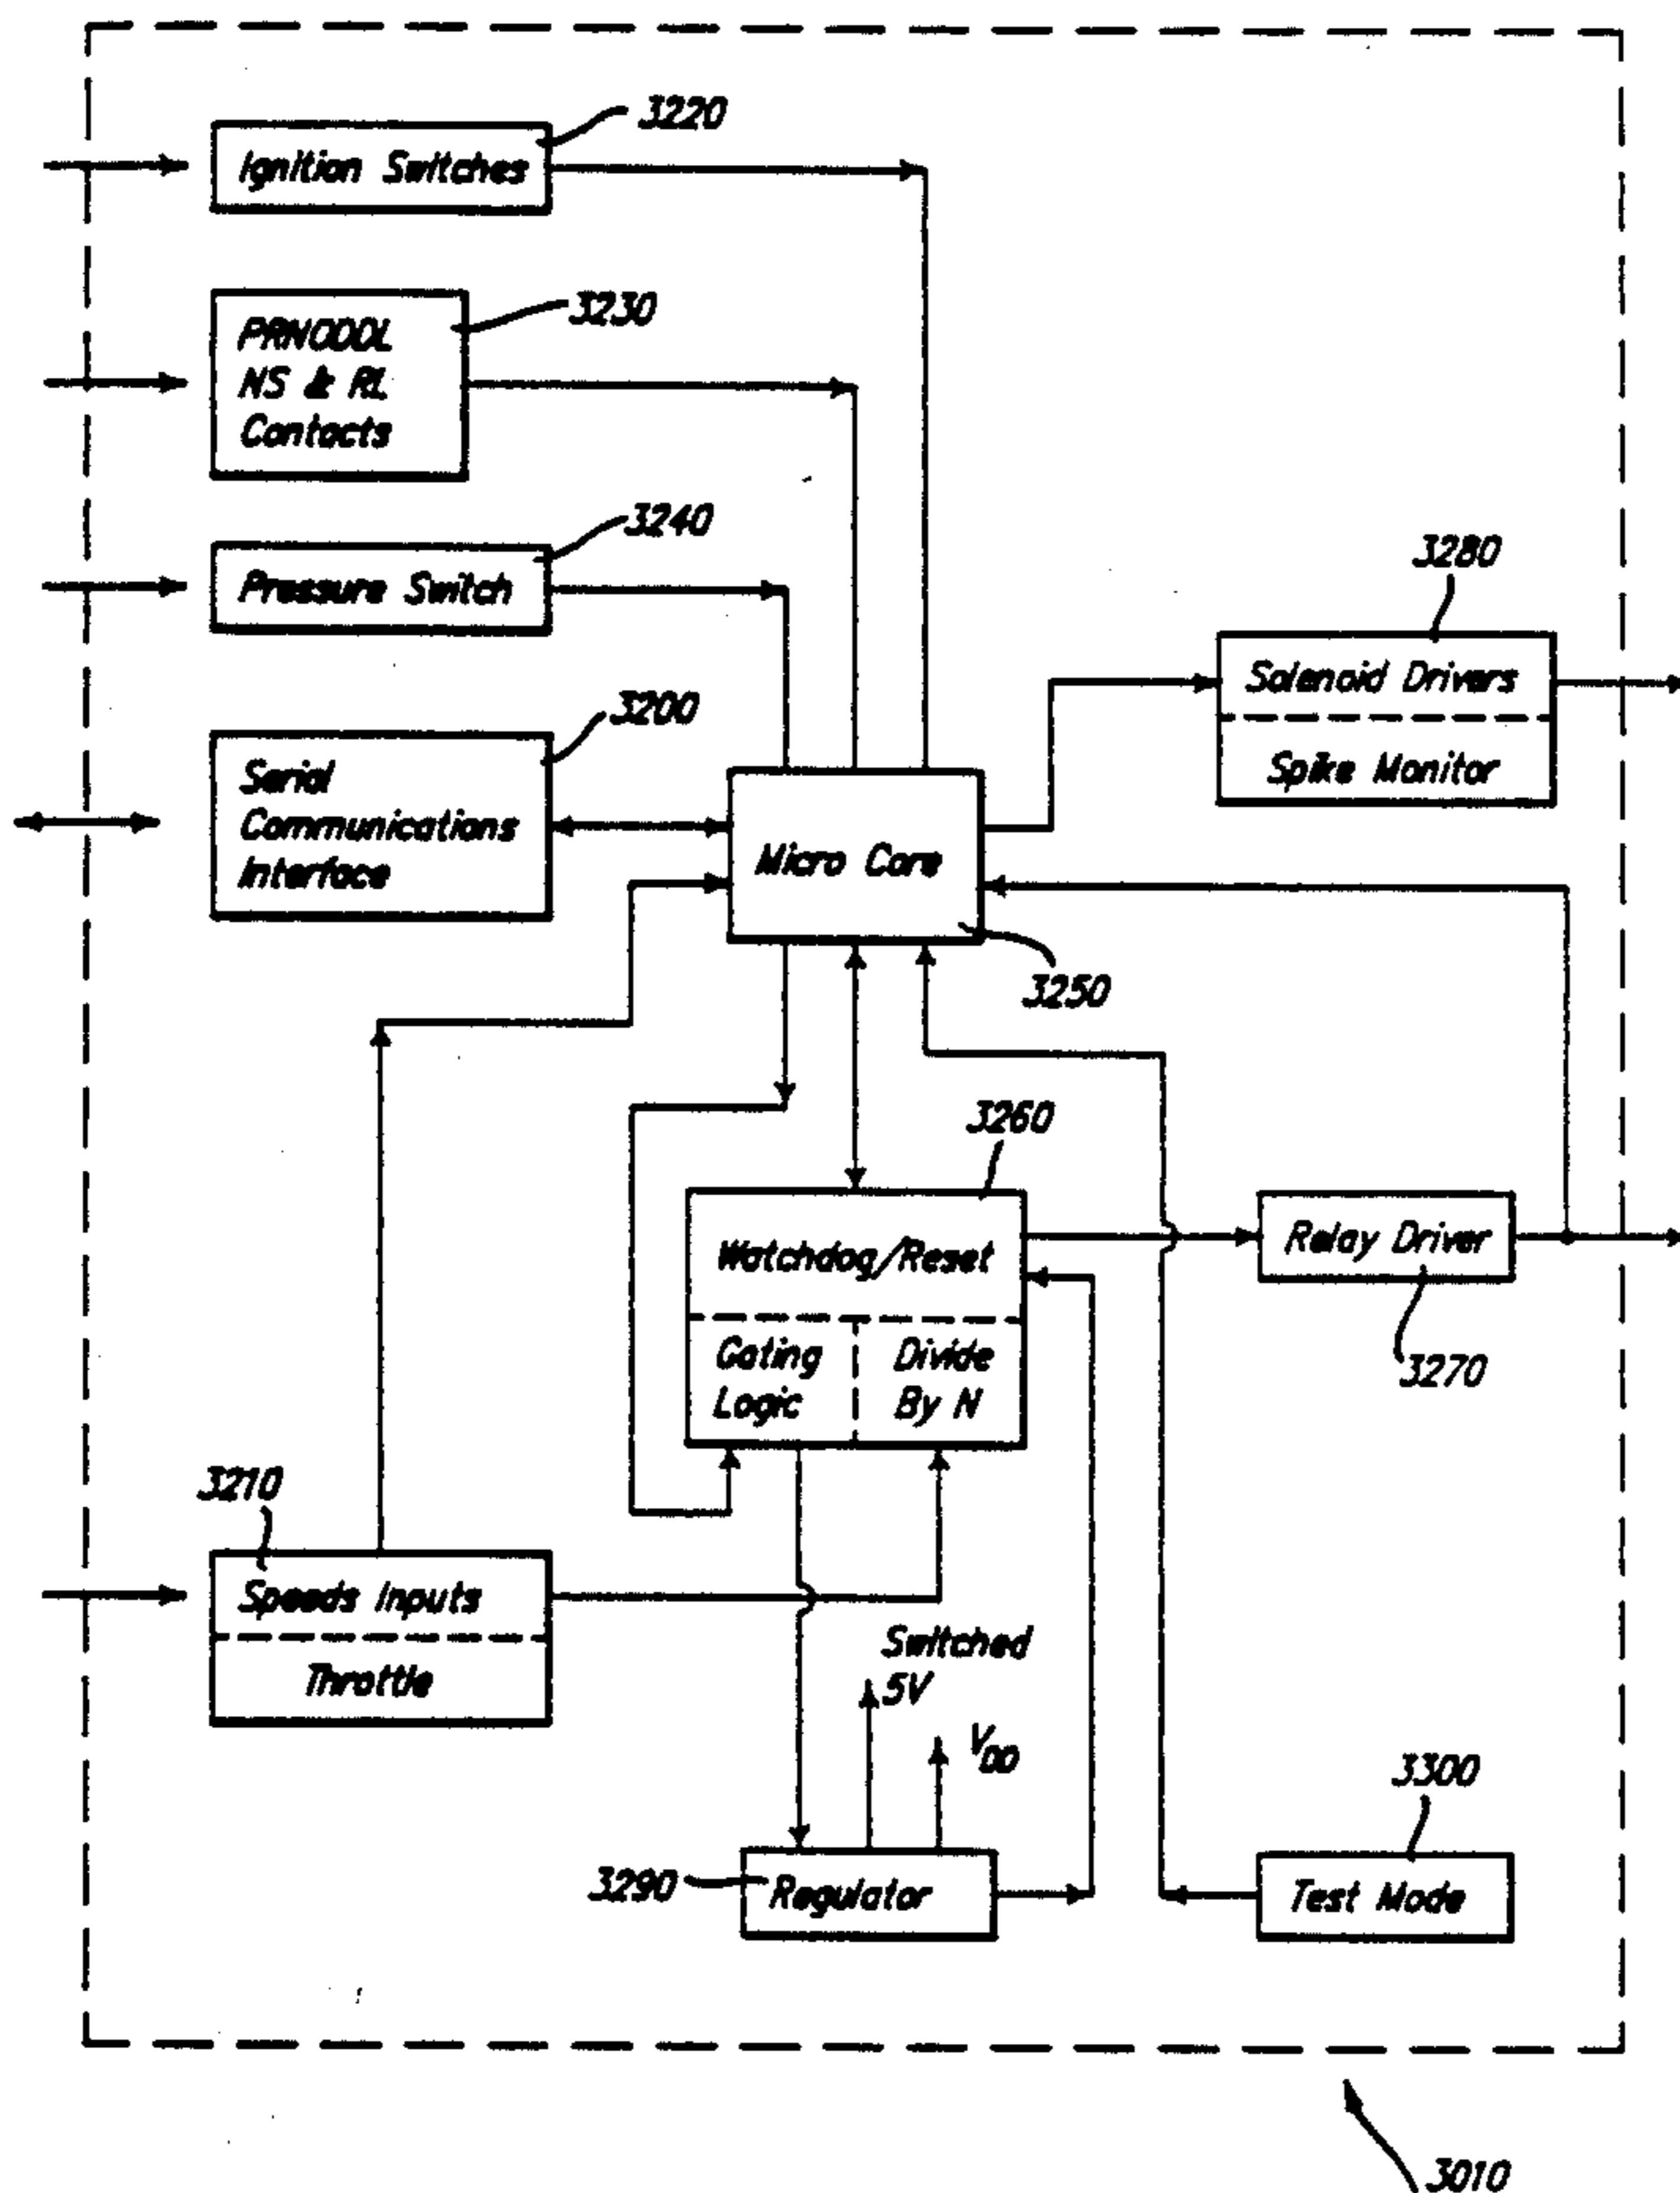 3220
Ignition Switches
3230
PRNODDL
NS & RL
Contacts
3240
Pressure Switch
3280
Solenoid Drivers
Spike Monitor
3200
Serial
Communications
Interface
Micro Core
3250
3260
Watchdog/Reset
Gating
Logic
Divide
By N
Relay Driver
3270
3210
Speeds Inputs
Throttle
Switched
5V
VDD
3290
Regulator
3300
Test Mode
3010